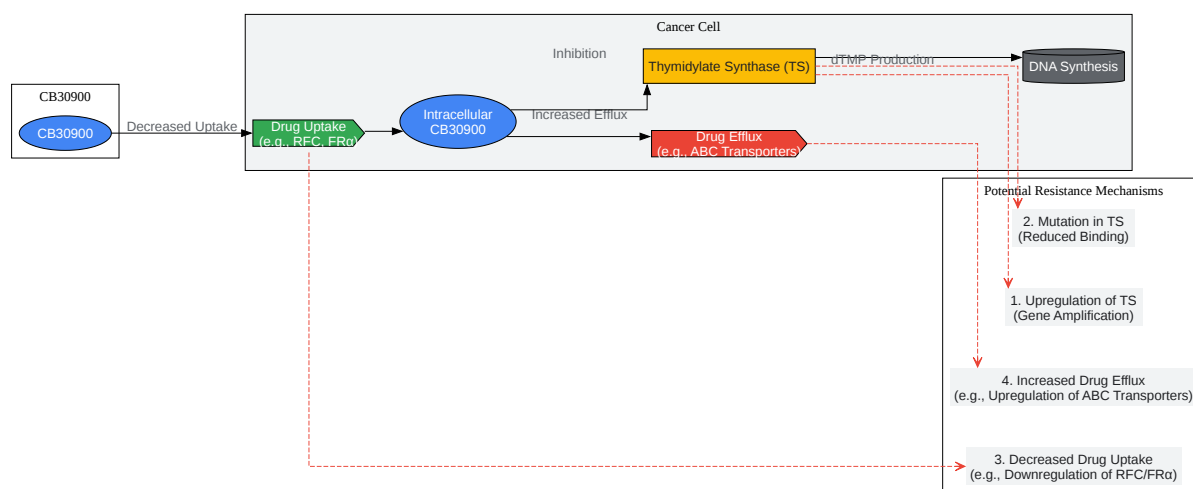 Cancer Cell
Inhibition
Thymidylate Synthase (TS)
dTMP Production
DNA Synthesis
CB30900
CB30900
Decreased Uptake
Drug Uptake
(e.g., RFC, FRα)
Intracellular
CB30900
Increased Efflux
Drug Efflux
(e.g., ABC Transporters)
Potential Resistance Mechanisms
2. Mutation in TS
(Reduced Binding)
1. Upregulation of TS
(Gene Amplification)
4. Increased Drug Efflux
(e.g., Upregulation of ABC Transporters)
3. Decreased Drug Uptake
(e.g., Downregulation of RFC/FRα)